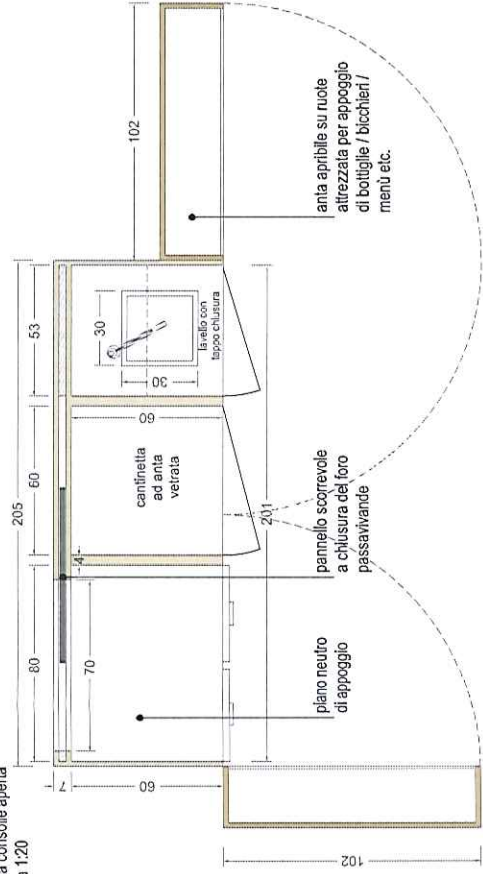 a consolle aperta
1:20
205
80
60
53
102
7
70
4
60
60
30
30
cantinetta
ad anta
vetrata
lavello con
tappo chiusura
201
102
piano neutro
di appoggio
pannello scorrevole
a chiusura del foro
passavivande
anta apribile su ruote
attrezzata per appoggio
di bottiglie / bicchieri /
menù etc.